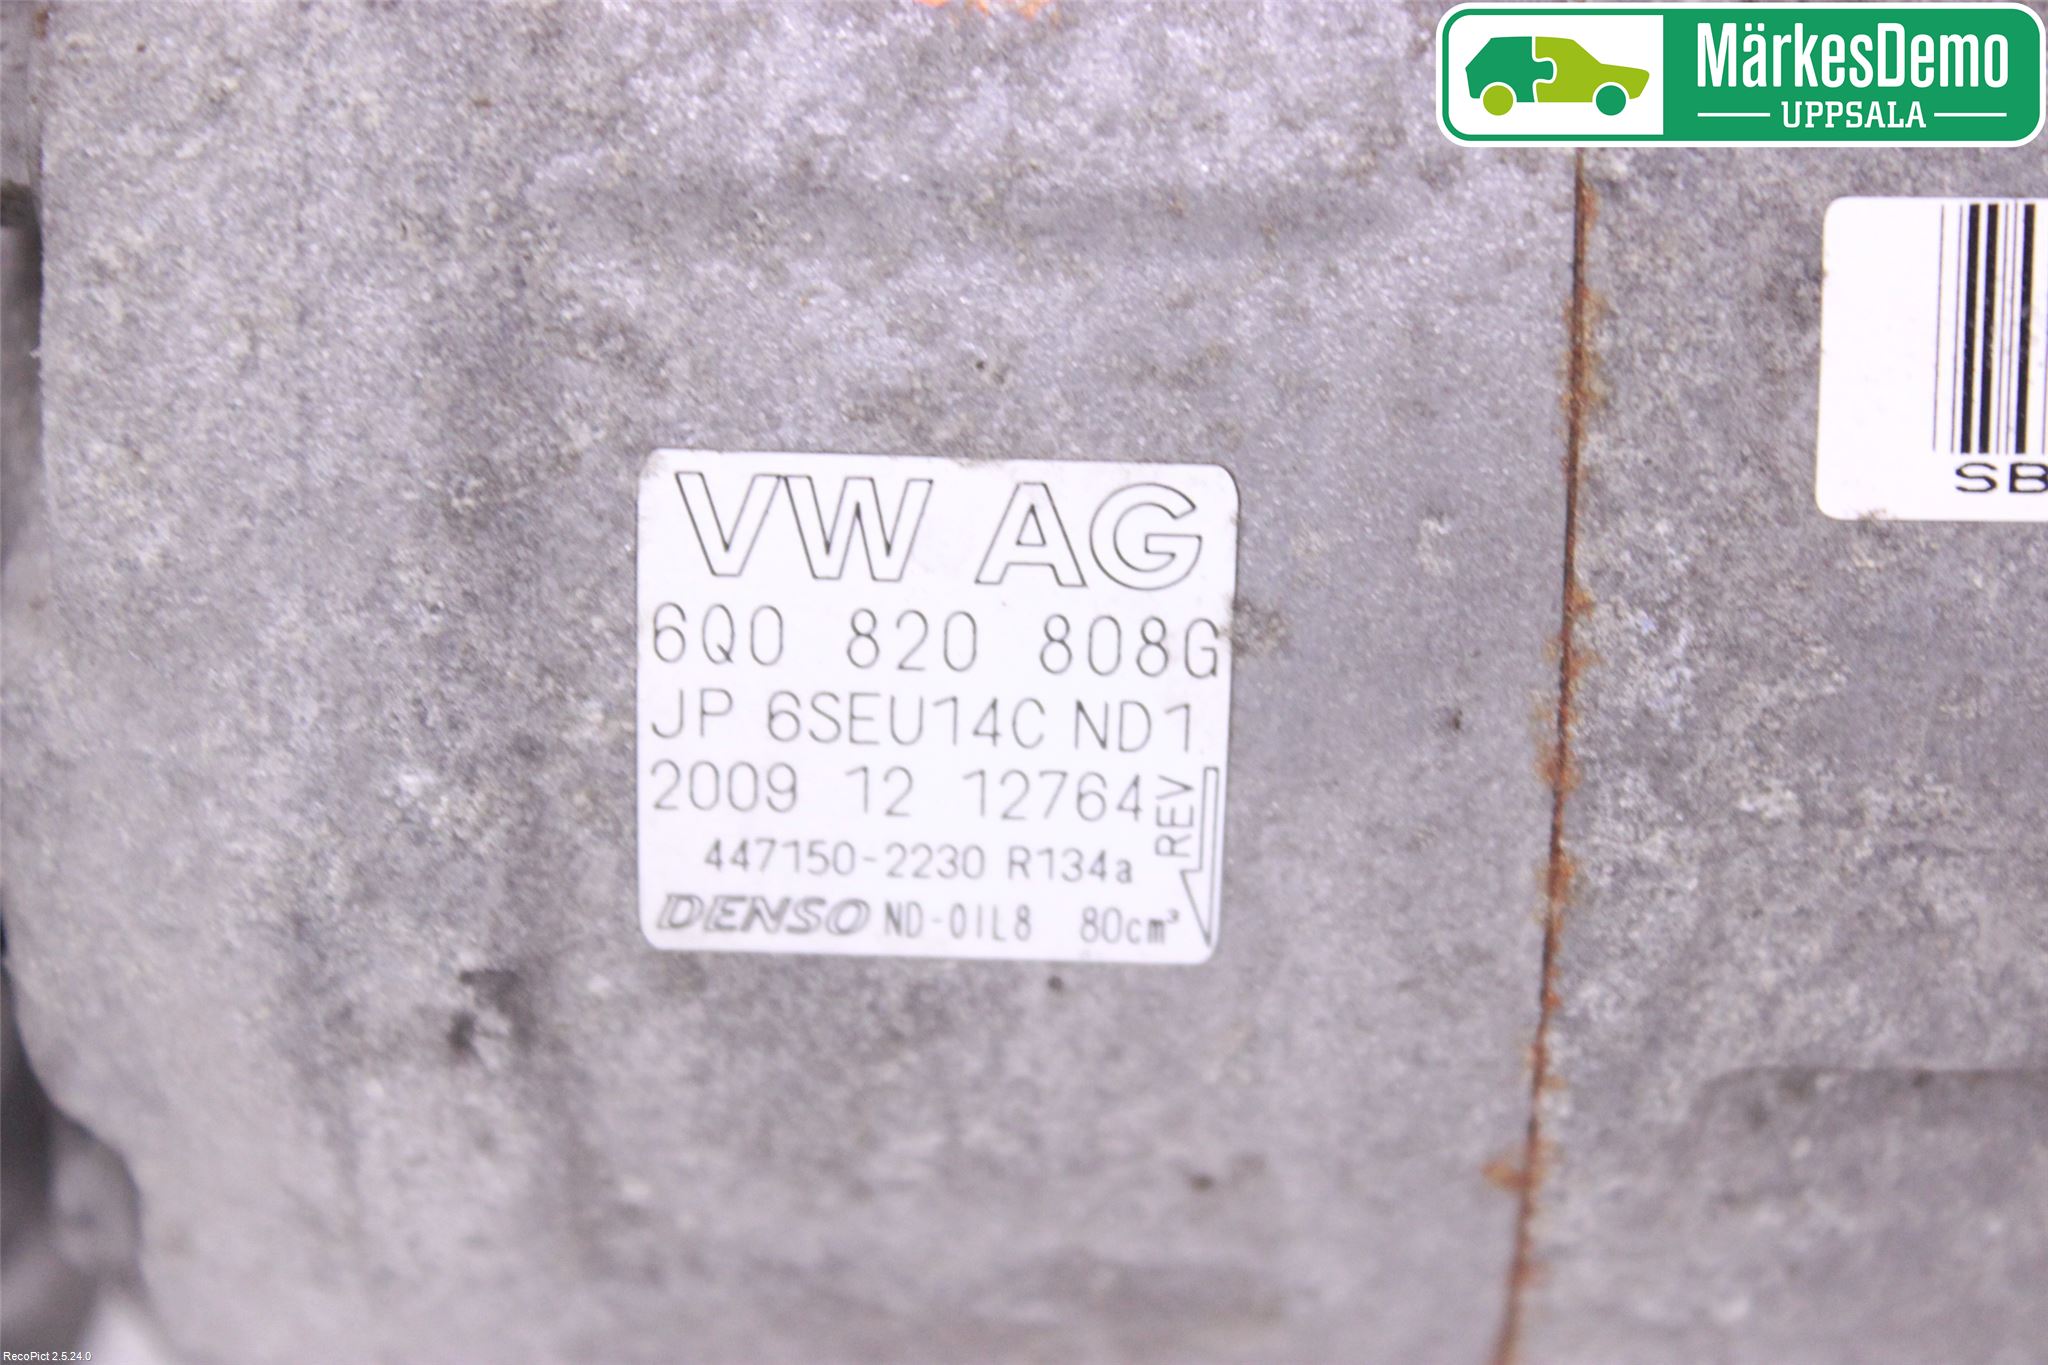 MärkesDemo
UPPSALA
SB
VW AG
6Q0 820 808G
JP 6SEU14C ND1
2009 12 12764
REV
447150-2230 R134a
DENSO ND-OIL8 80cm³
RecoPict 2.5.24.0